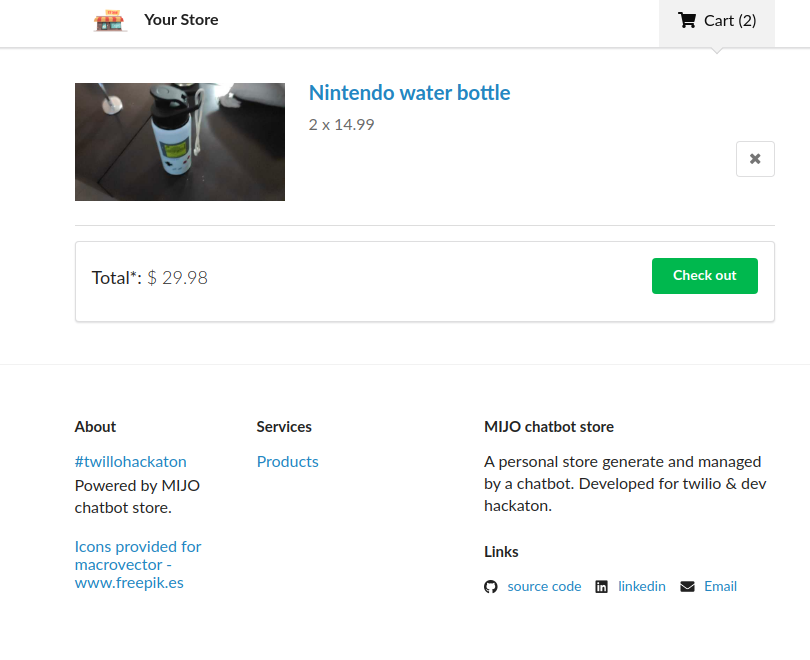 Your Store
Cart (2)
Nintendo water bottle
2 x 14.99
Total*: $ 29.98
Check out
About
#twillohackaton
Powered by MIJO
chatbot store.
Icons provided for
macrovector -
www.freepik.es
Services
Products
MIJO chatbot store
A personal store generate and managed
by a chatbot. Developed for twilio & dev
hackaton.
Links
source code
linkedin
Email